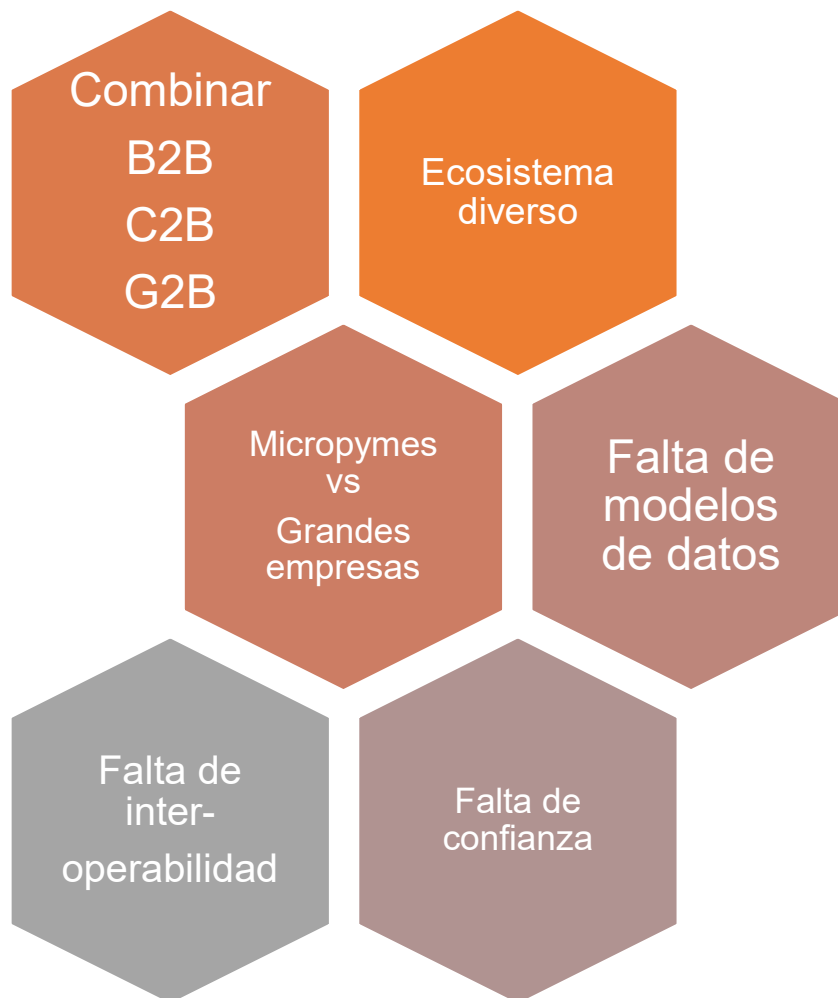 Combinar
B2B
C2B
G2B
Ecosistema
diverso
Micropymes
vs
Grandes
empresas
Falta de
modelos
de datos
Falta de
inter-
operabilidad
Falta de
confianza